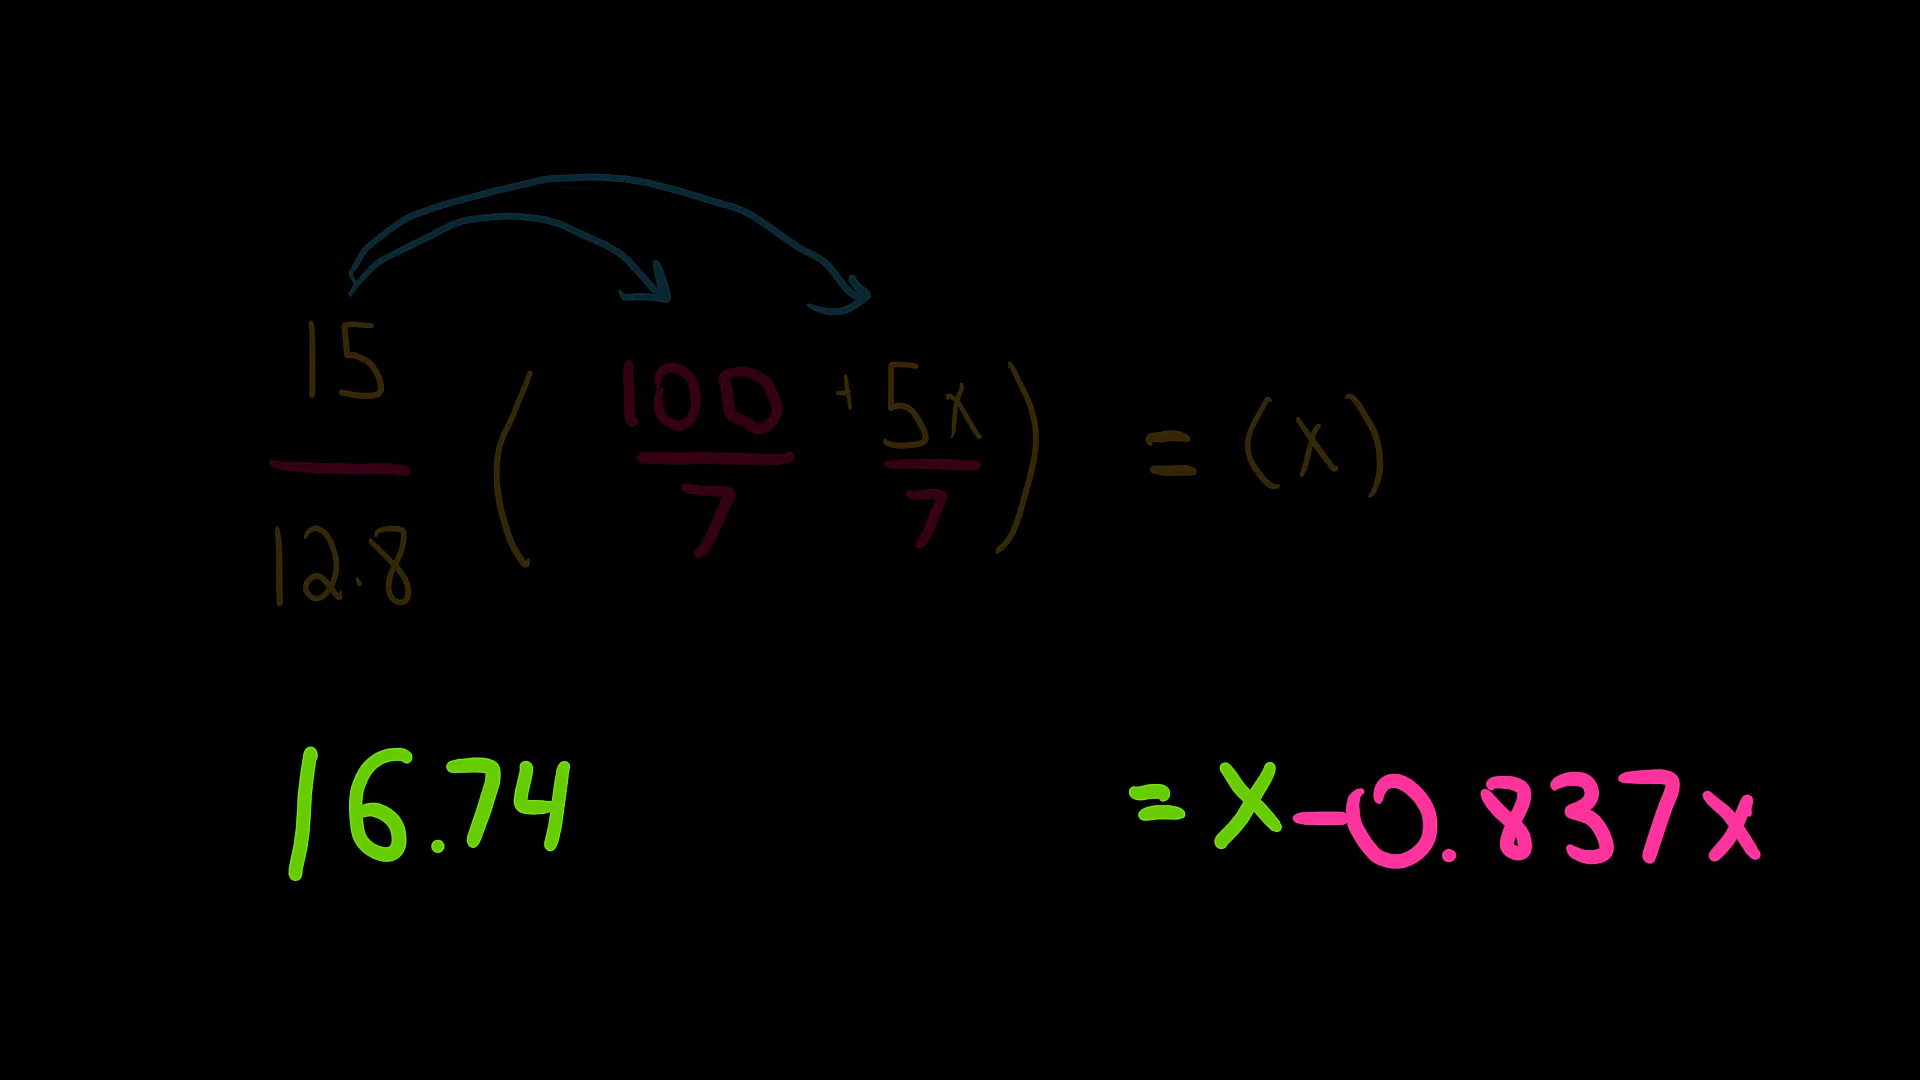 15/12.8 ( 100/7 + 5x/7 ) = (x)
16.74 = x - 0.837x